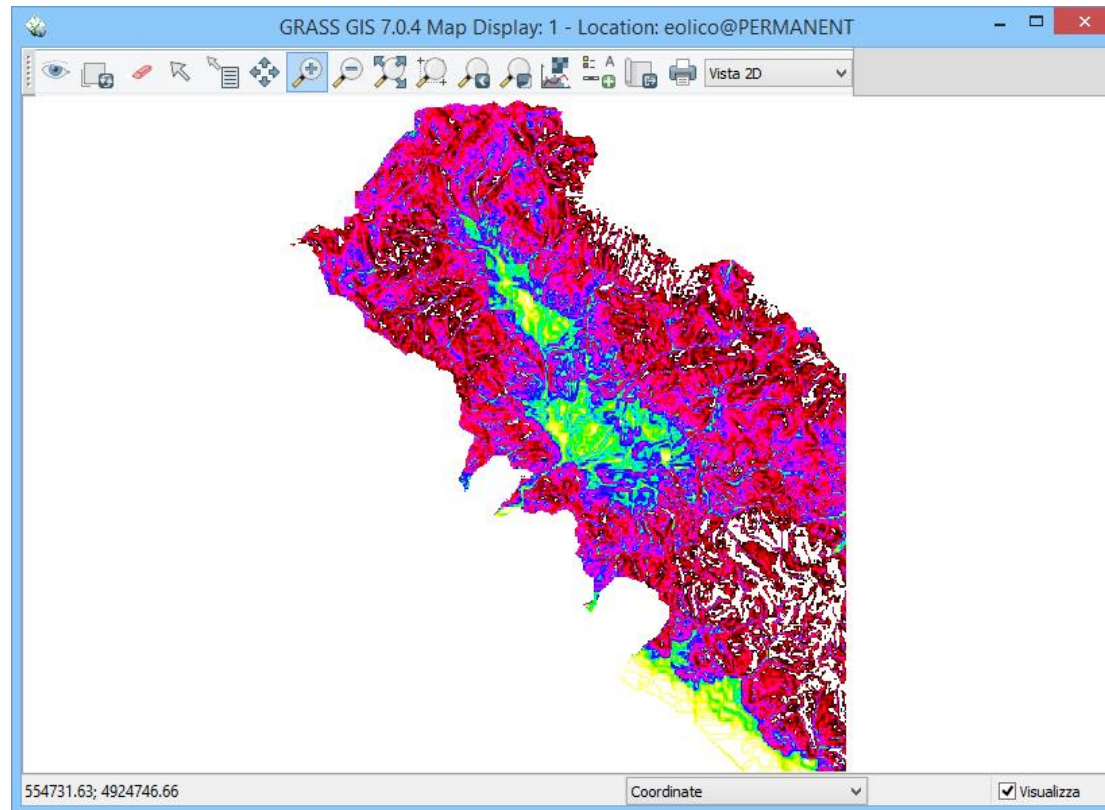 GRASS GIS 7.0.4 Map Display: 1 - Location: eolico@PERMANENT
Vista 2D
554731.63; 4924746.66
Coordinate
Visualizza